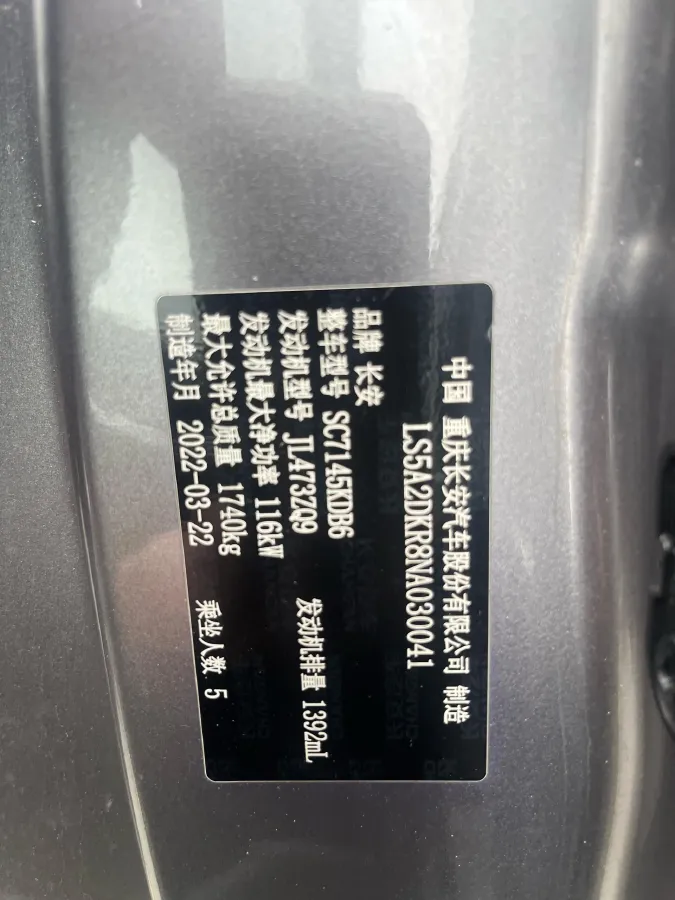 中国 重庆长安汽车股份有限公司 制造
LS5A2DKR8NA030041
品牌 长安
整车型号 SC7145KDB6
发动机型号 JL473ZQ9 发动机排量 1392mL
发动机最大净功率 116kW
最大允许总质量 1740kg
制造年月 2022-03-22 乘坐人数 5